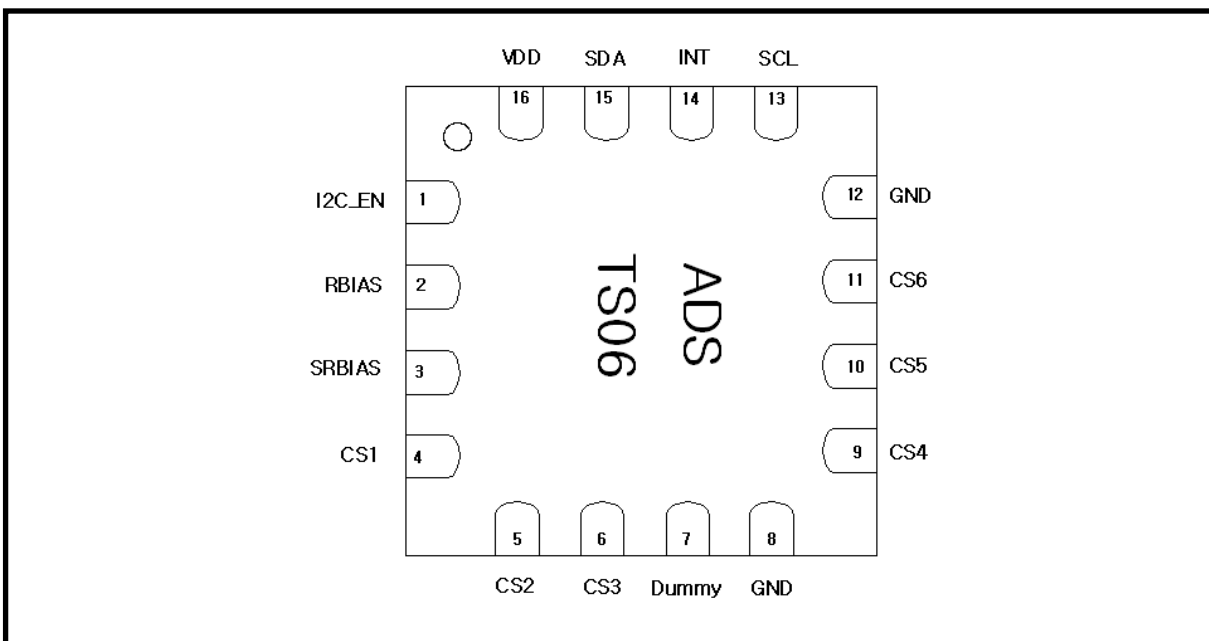 VDD SDA INT SCL
16 15 14 13
I2C_EN 1 12 GND
RBIAS 2 11 CS6
SRBIAS 3 10 CS5
CS1 4 9 CS4
ADS
TS06
5 6 7 8
CS2 CS3 Dummy GND